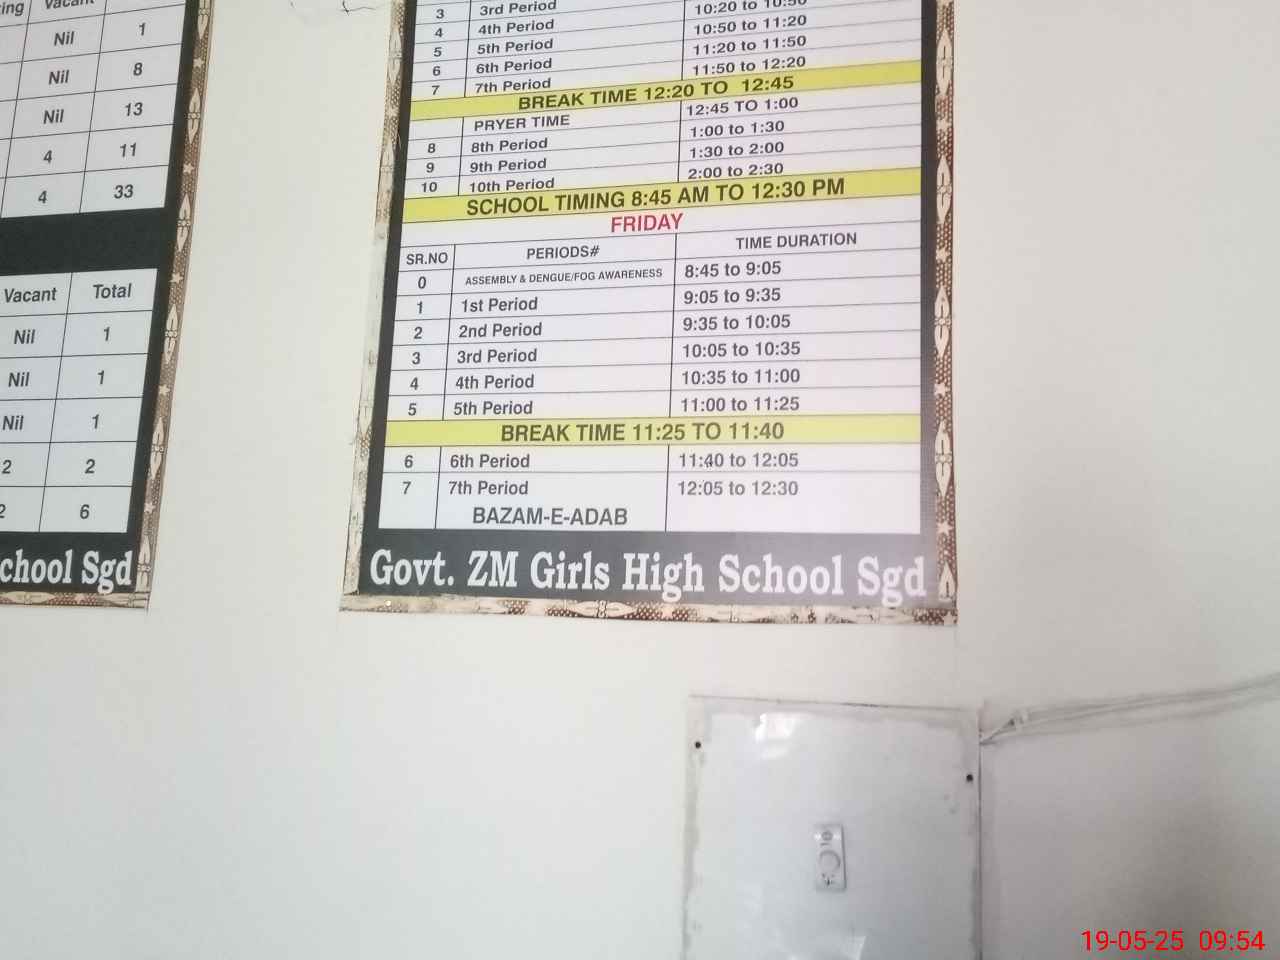 Vacant
Nil 1
Nil 8
Nil 13
4 11
4 33
Vacant Total
Nil 1
Nil 1
Nil 1
2 2
2 6
chool Sgd
3 3rd Period 10:20 to 10:50
4 4th Period 10:50 to 11:20
5 5th Period 11:20 to 11:50
6 6th Period 11:50 to 12:20
7 7th Period
BREAK TIME 12:20 TO 12:45
PRYER TIME 12:45 TO 1:00
8 8th Period 1:00 to 1:30
9 9th Period 1:30 to 2:00
10 10th Period 2:00 to 2:30
SCHOOL TIMING 8:45 AM TO 12:30 PM
FRIDAY
SR.NO PERIODS# TIME DURATION
0 ASSEMBLY & DENGUE/FOG AWARENESS 8:45 to 9:05
1 1st Period 9:05 to 9:35
2 2nd Period 9:35 to 10:05
3 3rd Period 10:05 to 10:35
4 4th Period 10:35 to 11:00
5 5th Period 11:00 to 11:25
BREAK TIME 11:25 TO 11:40
6 6th Period 11:40 to 12:05
7 7th Period 12:05 to 12:30
BAZAM-E-ADAB
Govt. ZM Girls High School Sgd
19-05-25 09:54